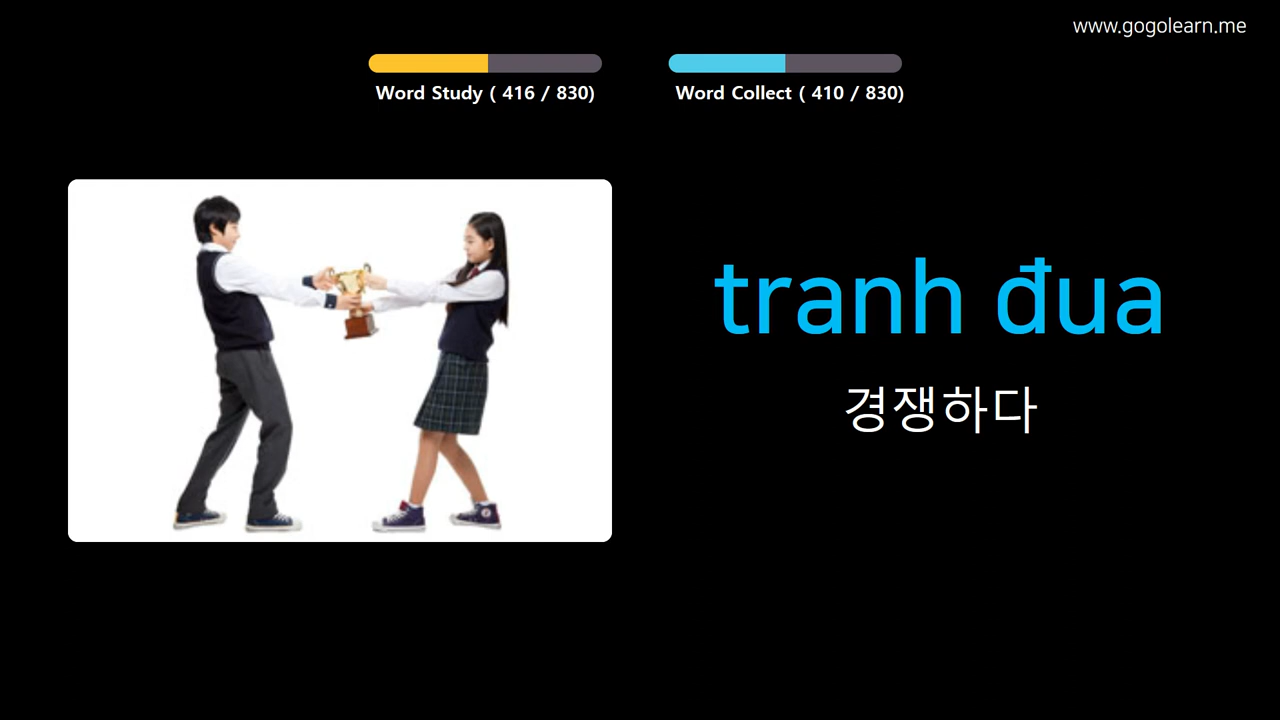 www.gogolearn.me
Word Study ( 416 / 830)
Word Collect ( 410 / 830)
tranh đua
경쟁하다